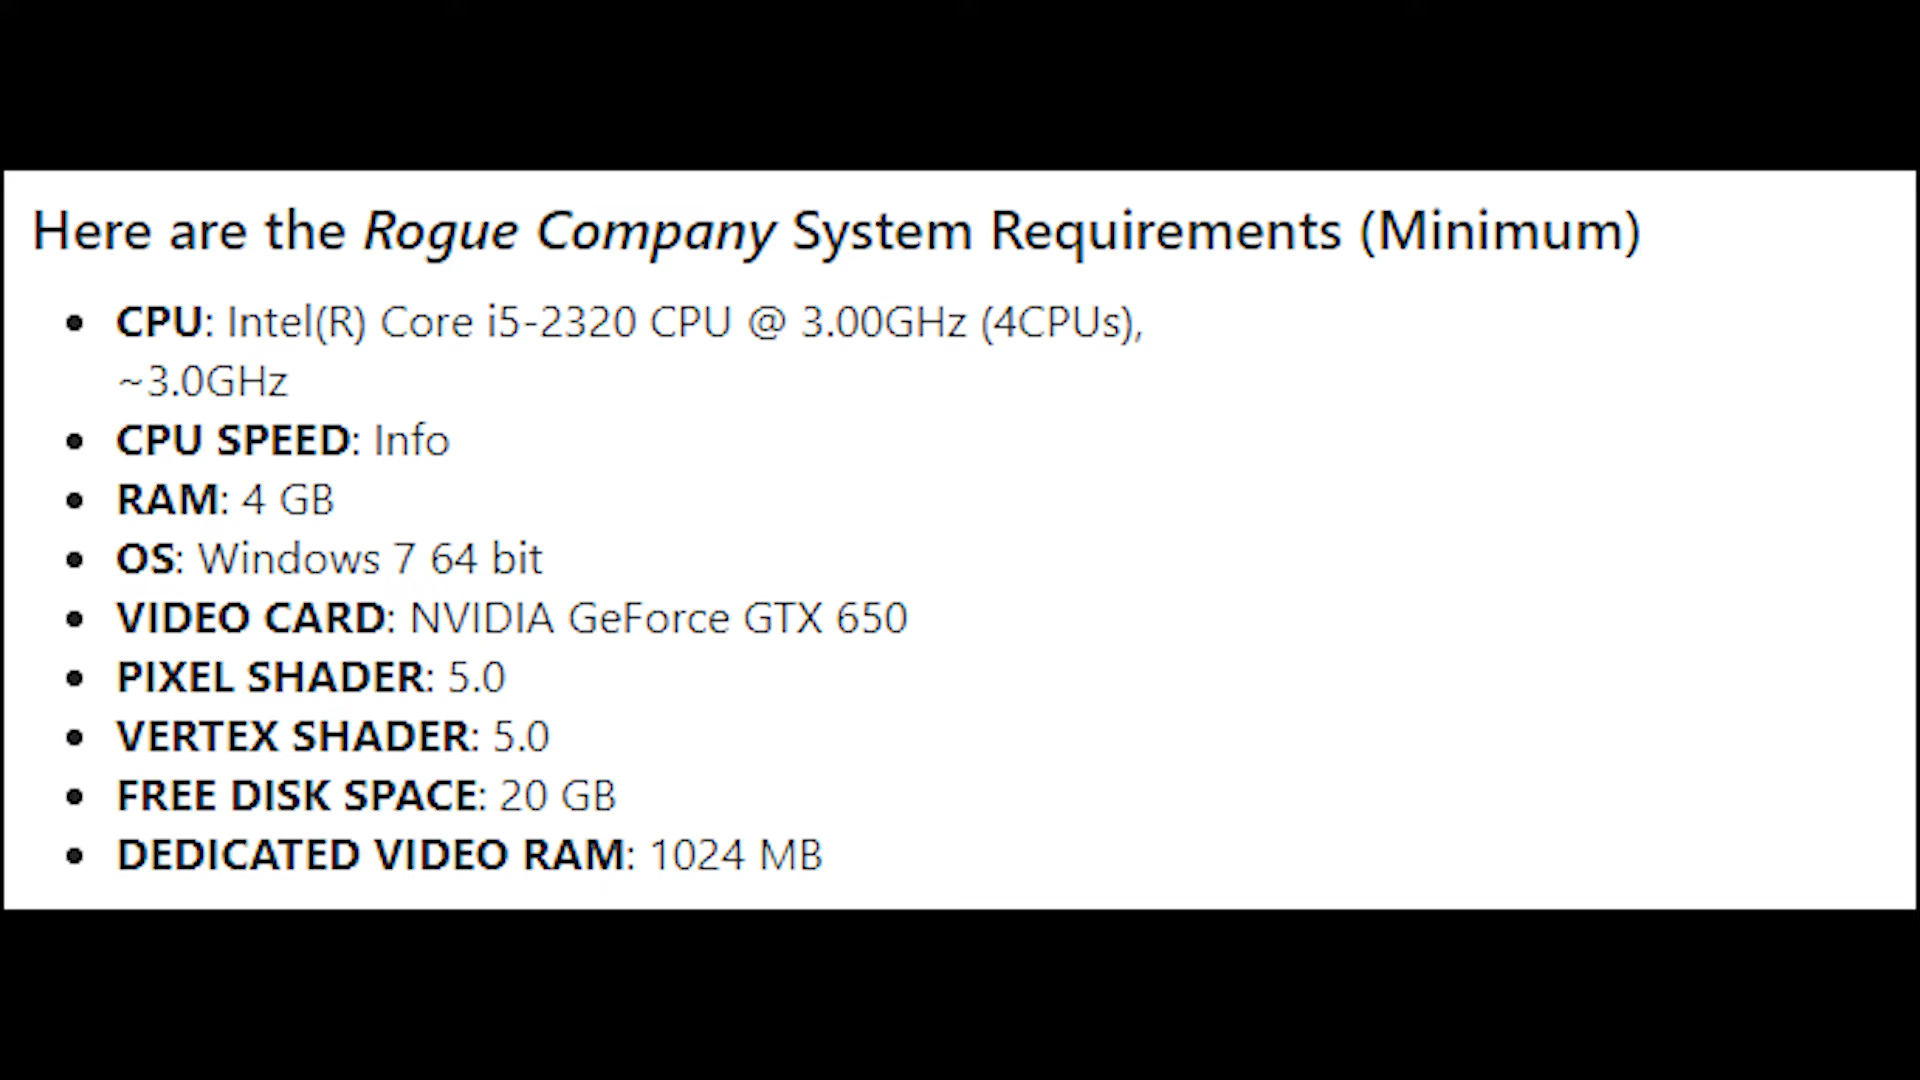 Here are the Rogue Company System Requirements (Minimum)
CPU: Intel(R) Core i5-2320 CPU @ 3.00GHz (4CPUs),
~3.0GHz
CPU SPEED: Info
RAM: 4 GB
OS: Windows 7 64 bit
VIDEO CARD: NVIDIA GeForce GTX 650
PIXEL SHADER: 5.0
VERTEX SHADER: 5.0
FREE DISK SPACE: 20 GB
DEDICATED VIDEO RAM: 1024 MB